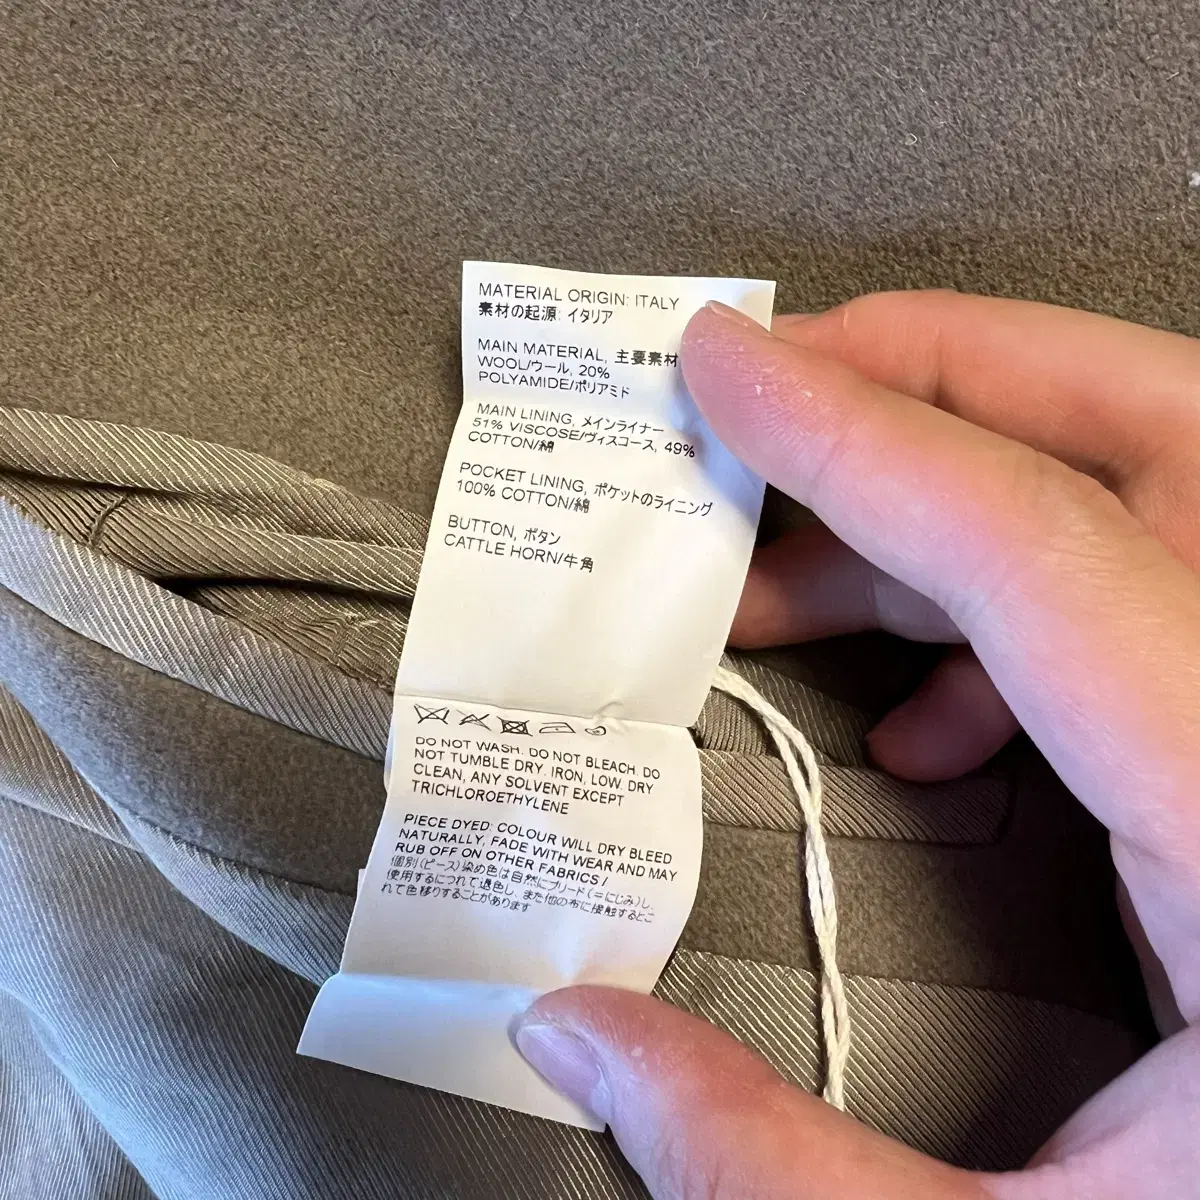 MATERIAL ORIGIN: ITALY
素材の起源: イタリア
MAIN MATERIAL, 主要素材
WOOL/ウール, 20%
POLYAMIDE/ポリアミド
MAIN LINING, メインライナー
51% VISCOSE/ヴィスコース, 49%
COTTON/綿
POCKET LINING, ポケットのライニング
100% COTTON/綿
BUTTON, ボタン
CATTLE HORN/牛角
DO NOT WASH. DO NOT BLEACH. DO
NOT TUMBLE DRY. IRON, LOW. DRY
CLEAN, ANY SOLVENT EXCEPT
TRICHLOROETHYLENE
PIECE DYED: COLOUR WILL DRY BLEED
NATURALLY, FADE WITH WEAR AND MAY
RUB OFF ON OTHER FABRICS /
個別(ピース)染め色は自然にブリード(=にじみ)し、
使用するにつれて退色し、また他の布に接触するとこ
れて色移りすることがあります